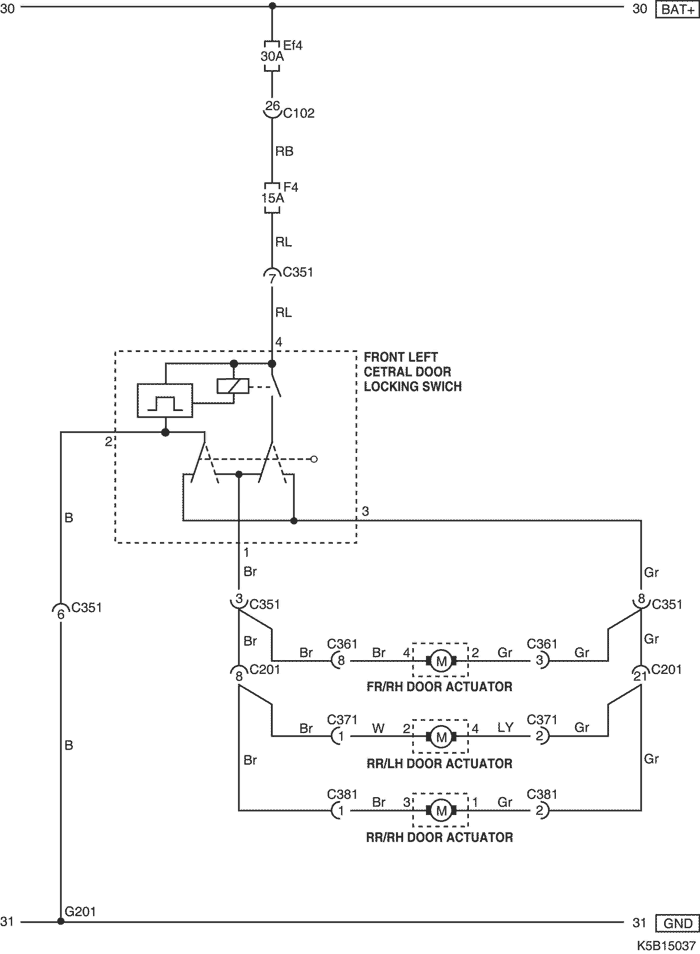 30
30 BAT+
Ef4
30A
26
C102
RB
F4
15A
RL
C351
7
RL
4
FRONT LEFT
CETRAL DOOR
LOCKING SWICH
2
3
B
1
Br
Gr
C351
6
3
C351
8
C351
Br
Gr
Br
C361
8
Br
4
M
2
Gr
C361
3
Gr
C201
8
C201
21
FR/RH DOOR ACTUATOR
Br
C371
1
W
2
M
4
LY
C371
2
Gr
B
Br
Gr
RR/LH DOOR ACTUATOR
C381
1
Br
3
M
1
Gr
C381
2
RR/RH DOOR ACTUATOR
G201
31
31 GND
K5B15037